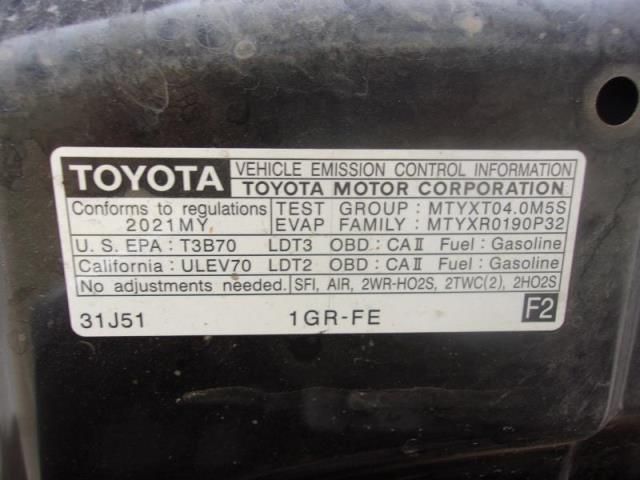 TOYOTA VEHICLE EMISSION CONTROL INFORMATION
TOYOTA MOTOR CORPORATION
Conforms to regulations TEST GROUP : MTYXT04.0M5S
2021MY. EVAP FAMILY : MTYXR0190P32
U.S. EPA : T3B70 LDT3 OBD : CAⅡ Fuel : Gasoline
California : ULEV70 LDT2 OBD : CAⅡ Fuel : Gasoline
No adjustments needed. SFI, AIR, 2WR-HO2S, 2TWC(2), 2HO2S
31J51 1GR-FE F2